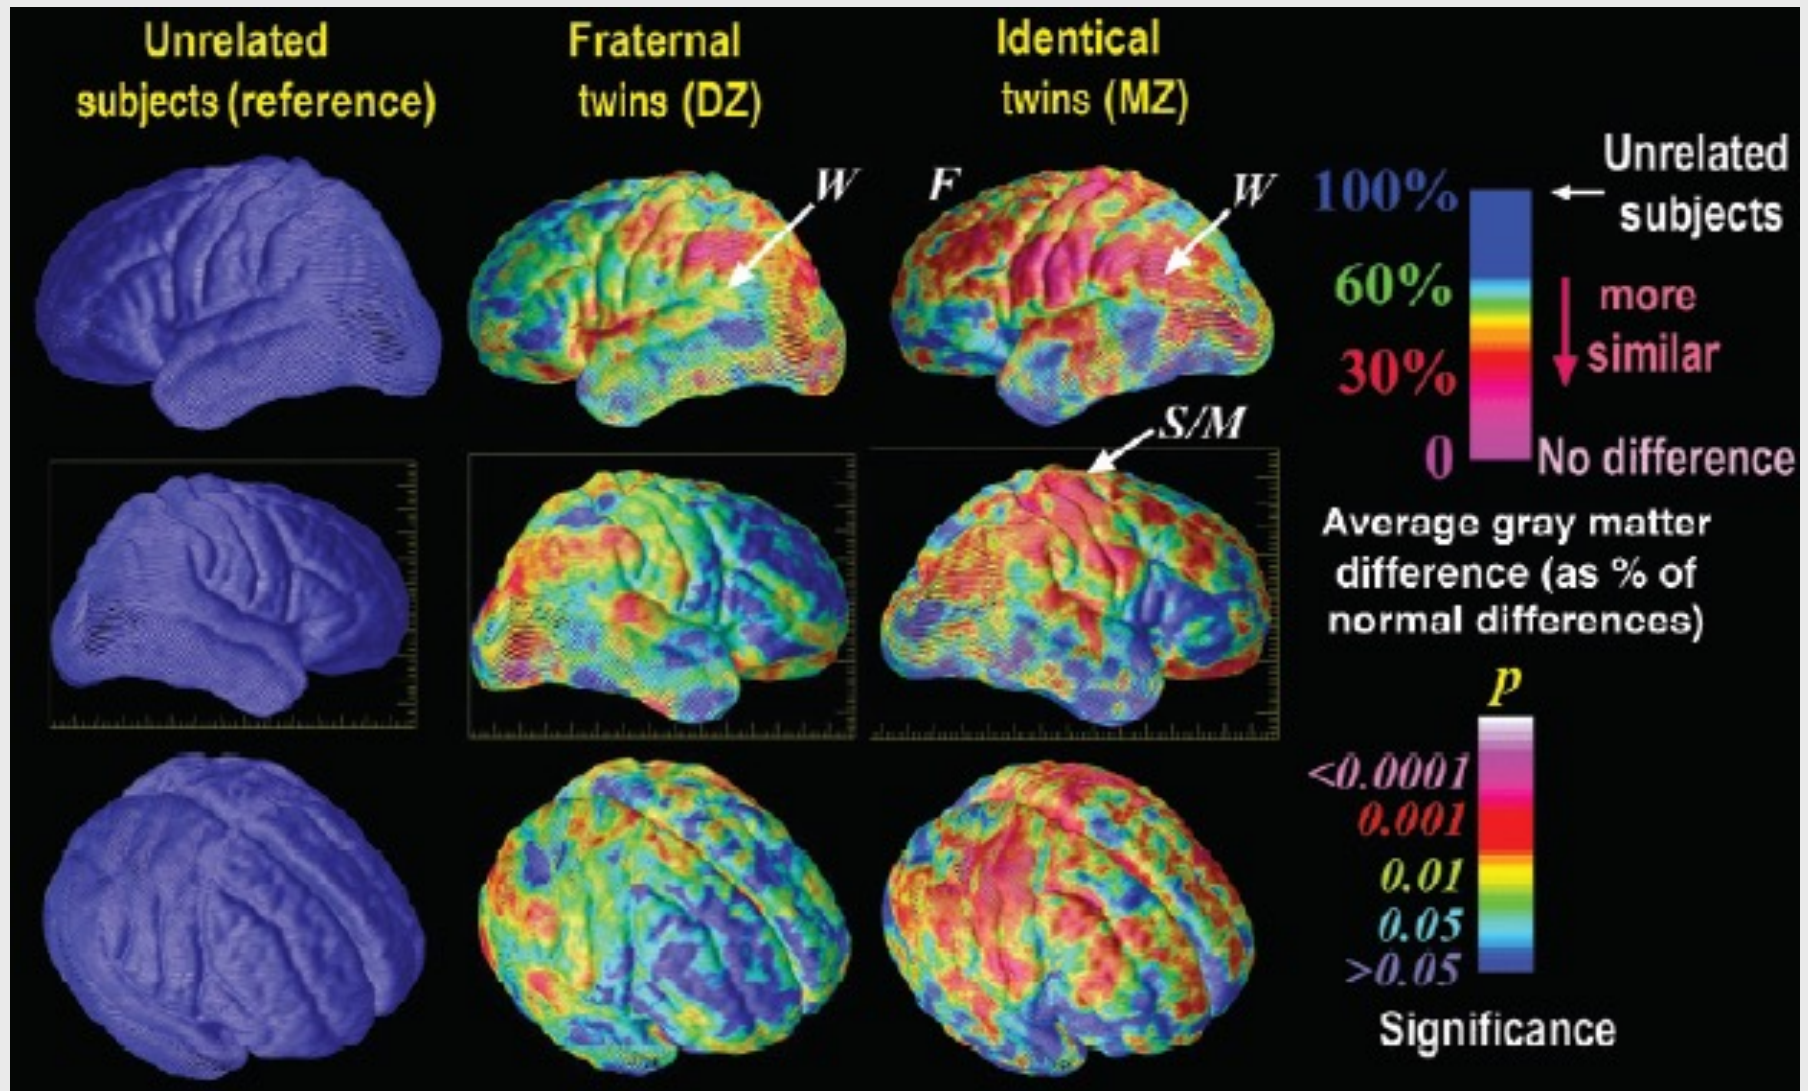 Unrelated
subjects (reference)
Fraternal
twins (DZ)
Identical
twins (MZ)
W
F
W
S/M
100%
60%
30%
0
Unrelated
subjects
more
similar
No difference
Average gray matter
difference (as % of
normal differences)
p
<0.0001
0.001
0.01
0.05
>0.05
Significance